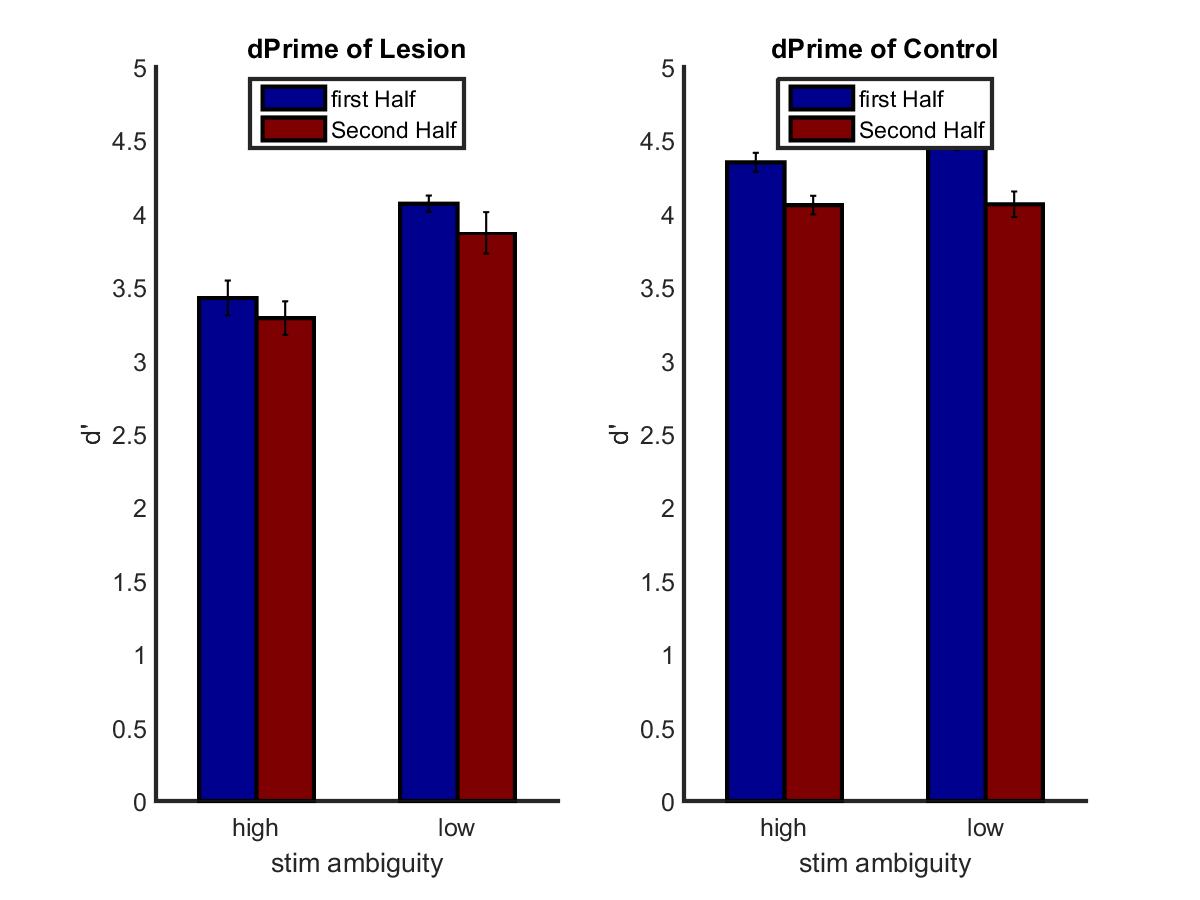 dPrime of Lesion
first Half
Second Half
5
4.5
4
3.5
3
2.5
2
1.5
1
0.5
0
d'
high low
stim ambiguity
dPrime of Control
first Half
Second Half
5
4.5
4
3.5
3
2.5
2
1.5
1
0.5
0
d'
high low
stim ambiguity